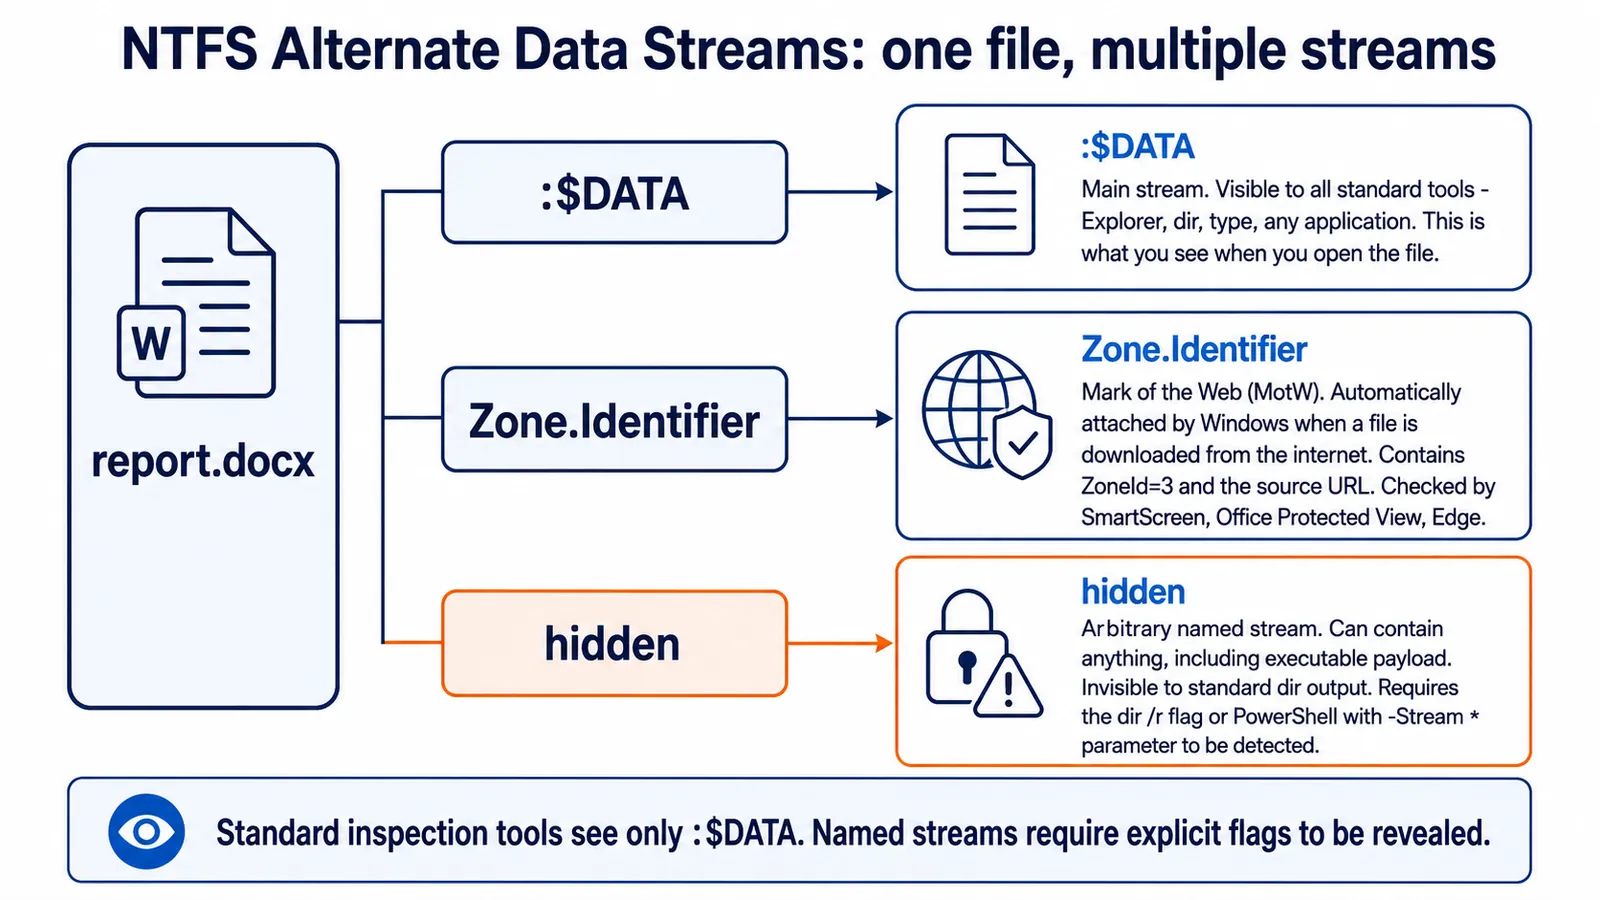 NTFS Alternate Data Streams: one file, multiple streams
W
report.docx
:$DATA
Zone.Identifier
hidden
:$DATA
Main stream. Visible to all standard tools -
Explorer, dir, type, any application. This is
what you see when you open the file.
Zone.Identifier
Mark of the Web (MotW). Automatically
attached by Windows when a file is
downloaded from the internet. Contains
ZoneId=3 and the source URL. Checked by
SmartScreen, Office Protected View, Edge.
hidden
Arbitrary named stream. Can contain
anything, including executable payload.
Invisible to standard dir output. Requires
the dir /r flag or PowerShell with -Stream *
parameter to be detected.
Standard inspection tools see only :$DATA. Named streams require explicit flags to be revealed.